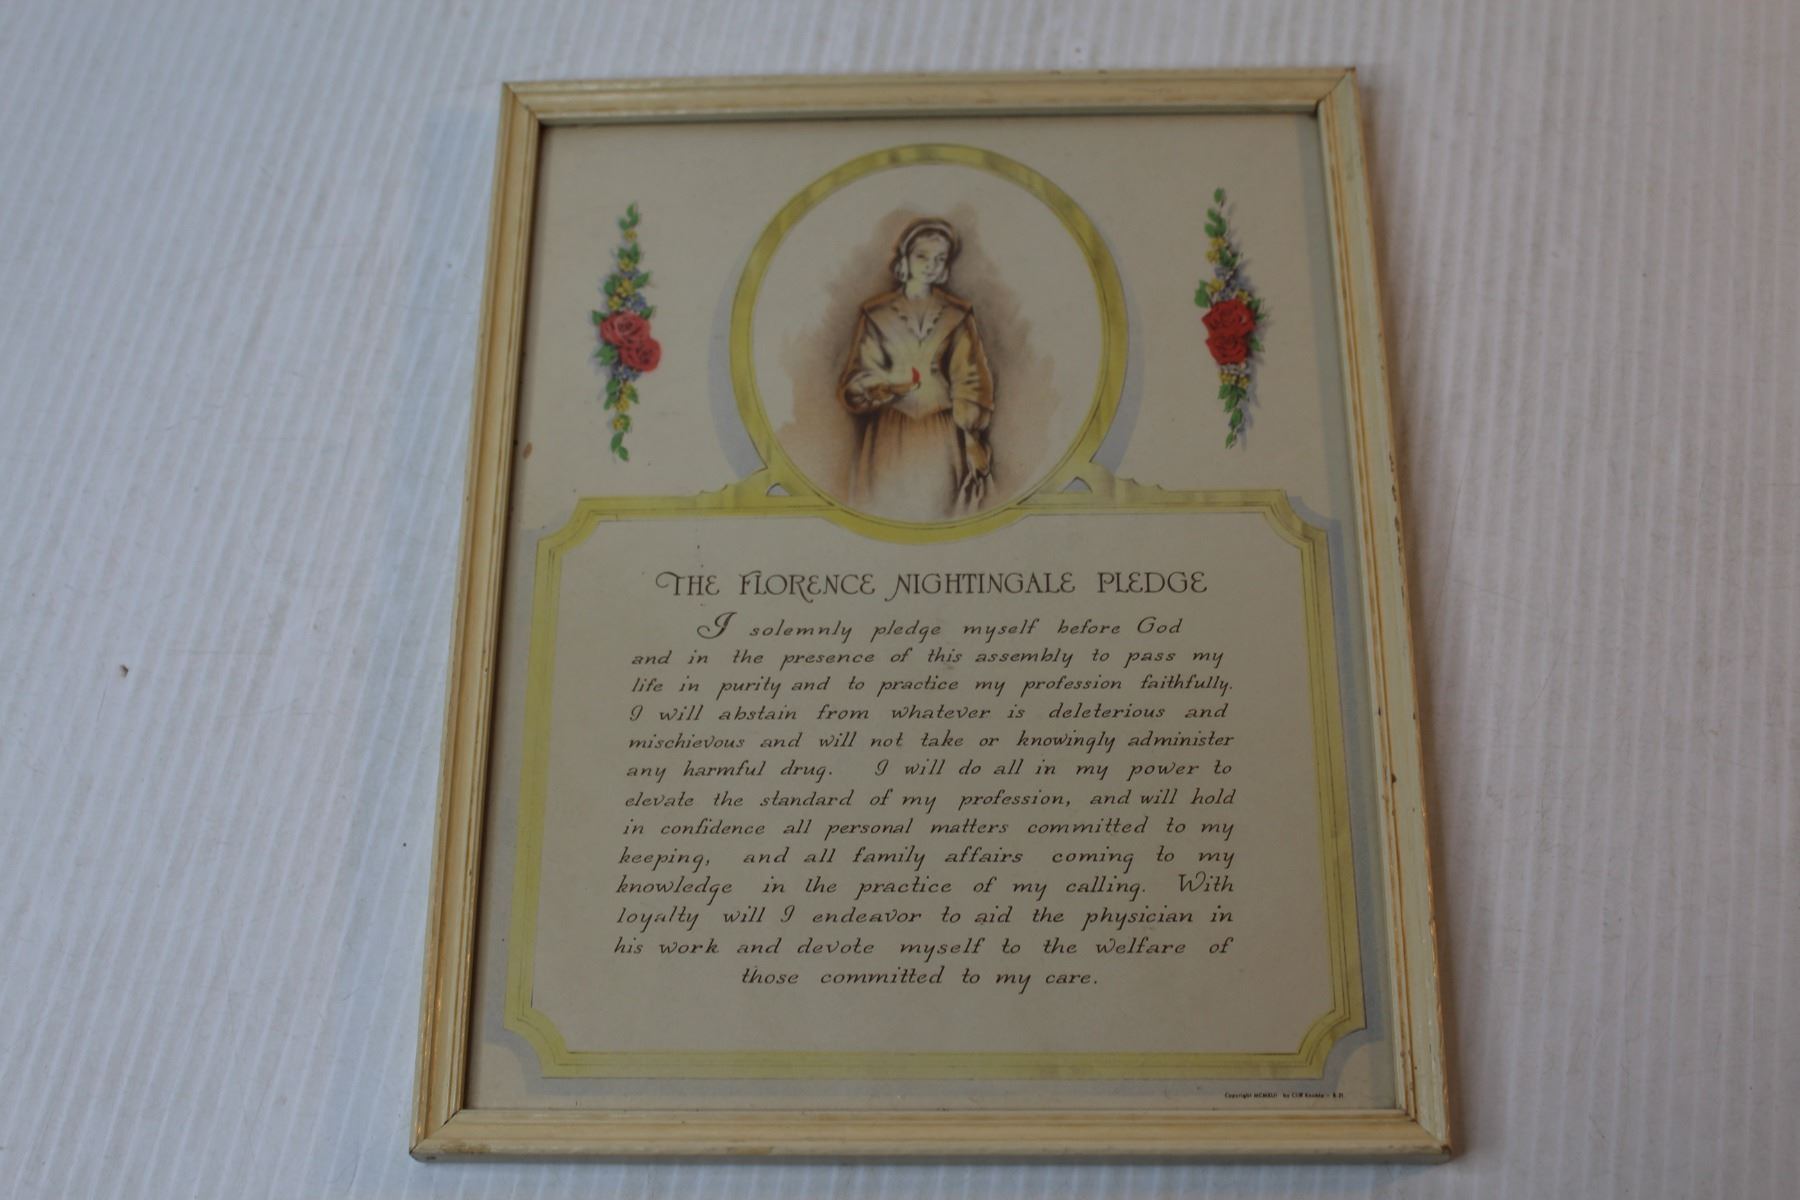 THE FLORENCE NIGHTINGALE PLEDGE
I solemnly pledge myself before God
and in the presence of this assembly to pass my
life in purity and to practice my profession faithfully.
I will abstain from whatever is deleterious and
mischievous and will not take or knowingly administer
any harmful drug. I will do all in my power to
elevate the standard of my profession, and will hold
in confidence all personal matters committed to my
keeping, and all family affairs coming to my
knowledge in the practice of my calling. With
loyalty will I endeavor to aid the physician in
his work and devote myself to the welfare of
those committed to my care.
Copyright by Cliff